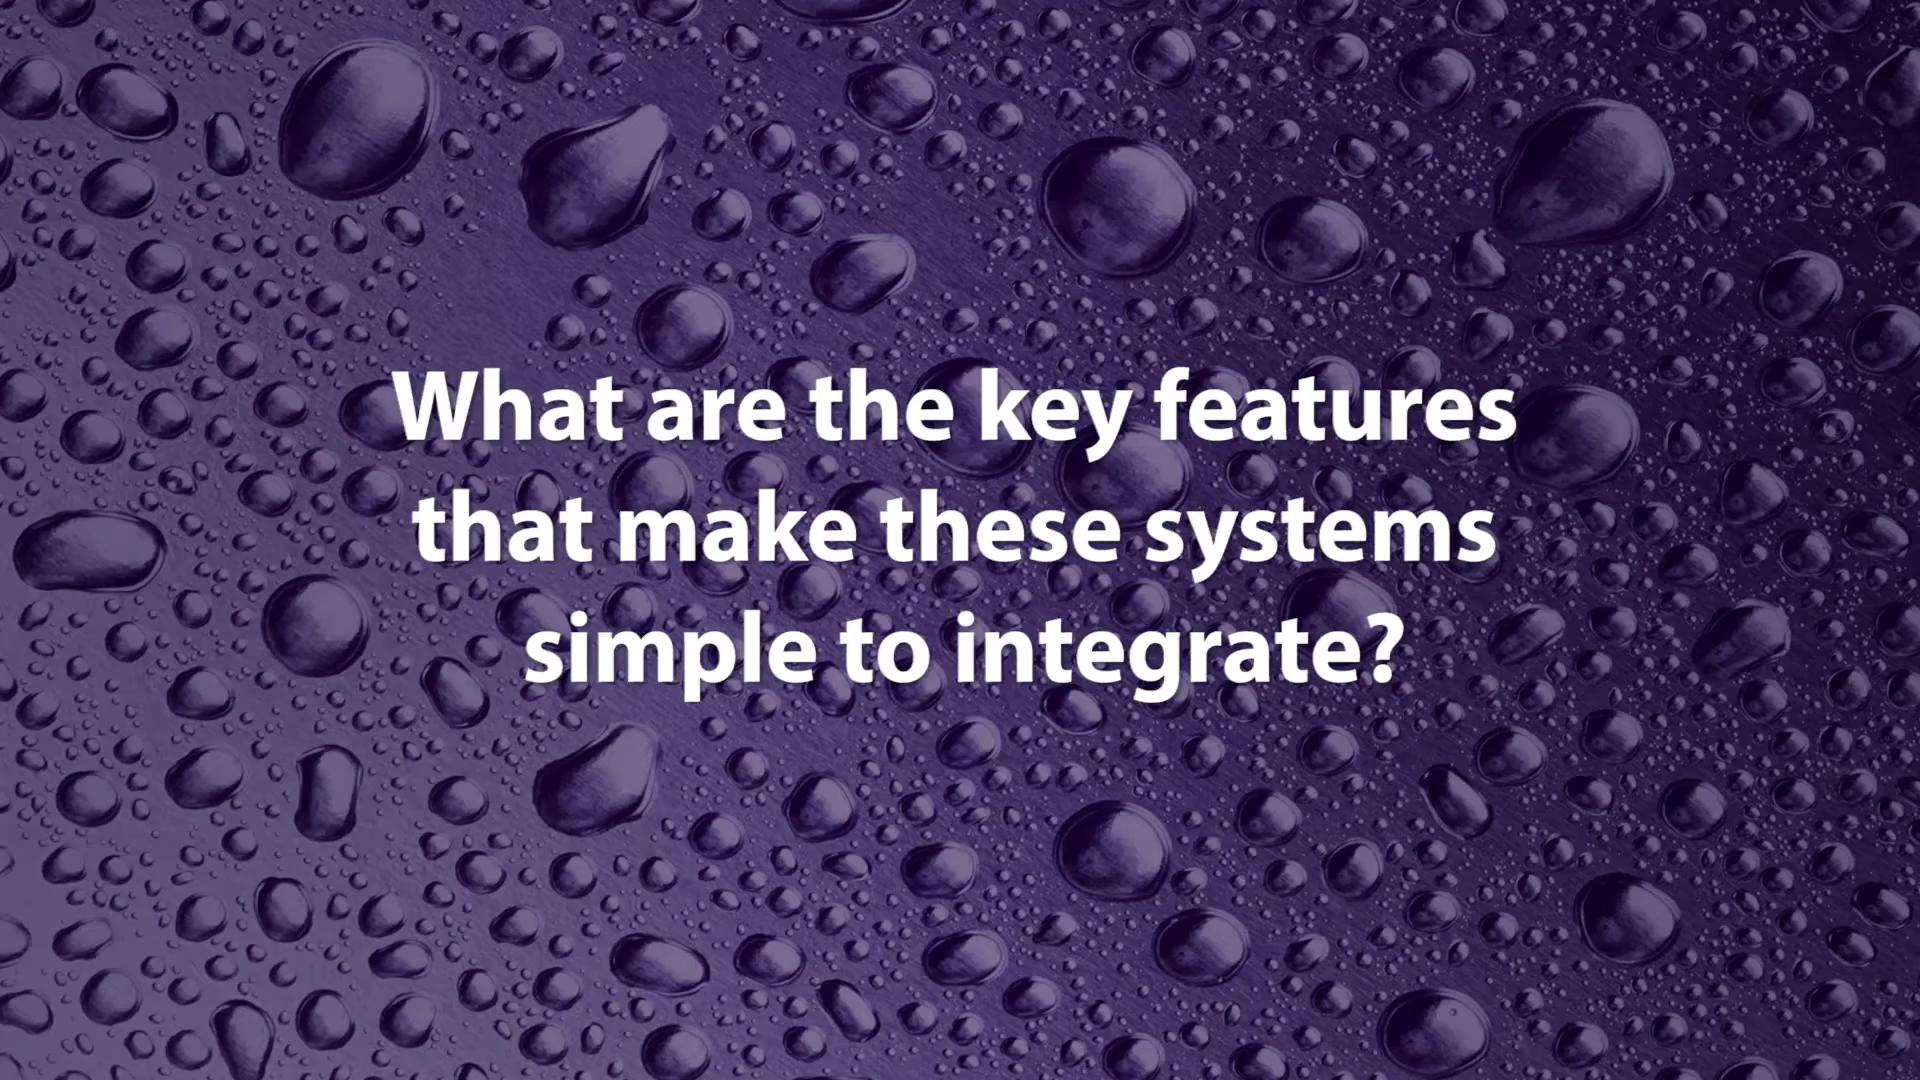 What are the key features
that make these systems
simple to integrate?